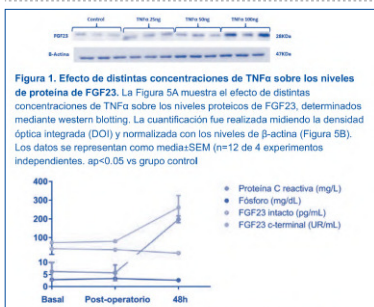 Control TNFα 25ng TNFα 50ng TNFα 100ng
FGF23 28KDa
B-Actina 47KDa
Figura 1. Efecto de distintas concentraciones de TNFα sobre los niveles
de proteína de FGF23. La Figura 5A muestra el efecto de distintas
concentraciones de TNFα sobre los niveles proteicos de FGF23, determinados
mediante western blotting. La cuantificación fue realizada midiendo la densidad
óptica integrada (DOI) y normalizada con los niveles de β-actina (Figura 5B).
Los datos se representan como media±SEM (n=12 de 4 experimentos
independientes. ap<0.05 vs grupo control
400
300
200
100
10
5
0
Basal Post-operatorio 48h
Proteína C reactiva (mg/L)
Fósforo (mg/dL)
FGF23 intacto (pg/mL)
FGF23 c-terminal (UR/mL)